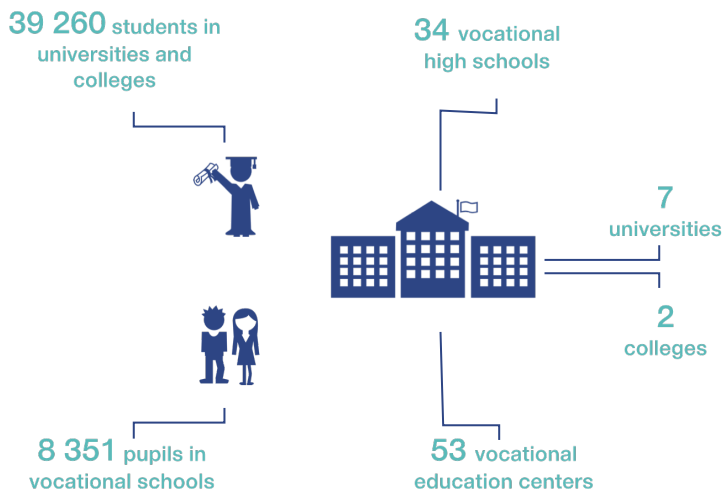 39 260 students in
universities and
colleges
34 vocational
high schools
7
universities
2
colleges
8 351 pupils in
vocational schools
53 vocational
education centers